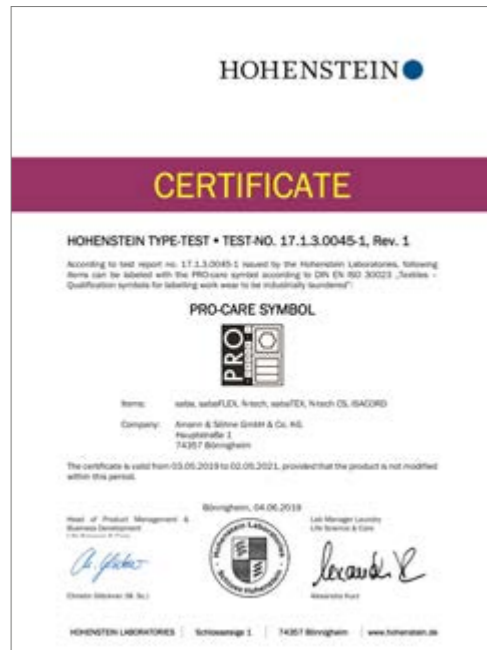 HOHENSTEIN
CERTIFICATE
HOHENSTEIN TYPE-TEST • TEST-NO. 17.1.3.0045-1, Rev. 1
According to test report no. 17.1.3.0045-1 issued by the Hohenstein Laboratories, following
items can be labeled with the PRO-care symbol according to DIN EN ISO 30023 „Textiles -
Qualification symbols for labelling work wear to be industrially laundered":
PRO-CARE SYMBOL
PRO
Items: saba, sabaFLEX, N-tech, sabaTEX, N-tech CS, ISACORD
Company: Amann & Söhne GmbH & Co. KG
Hauptstraße 1
74357 Bönnigheim
The certificate is valid from 03.05.2019 to 02.05.2021, provided that the product is not modified
within this period.
Bönnigheim, 04.06.2019
Head of Product Management &
Business Development
Lab Manager Laundry
Life Science & Care
Hohenstein Laboratories
Schloss Hohenstein
Alexandra Kurz
HOHENSTEIN LABORATORIES | Schlosssteige 1 | 74357 Bönnigheim | www.hohenstein.de